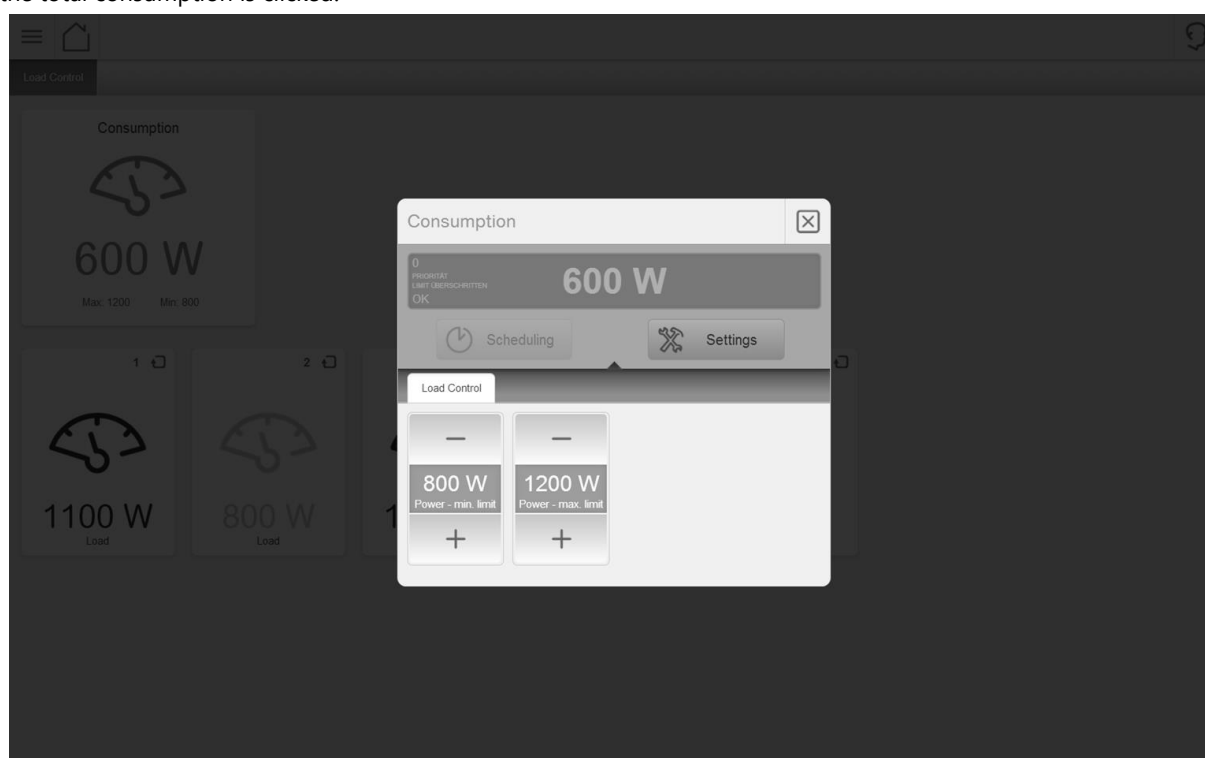 the total consumption is clicked.
Load Control
Consumption
600 W
Max: 1200 Min: 800
Consumption
0
PRIORITÄT
LIMIT ÜBERSCHRITTEN
OK
600 W
Scheduling
Settings
Load Control
800 W
Power - min. limit
1200 W
Power - max. limit
1
1100 W
Load
2
800 W
Load
1